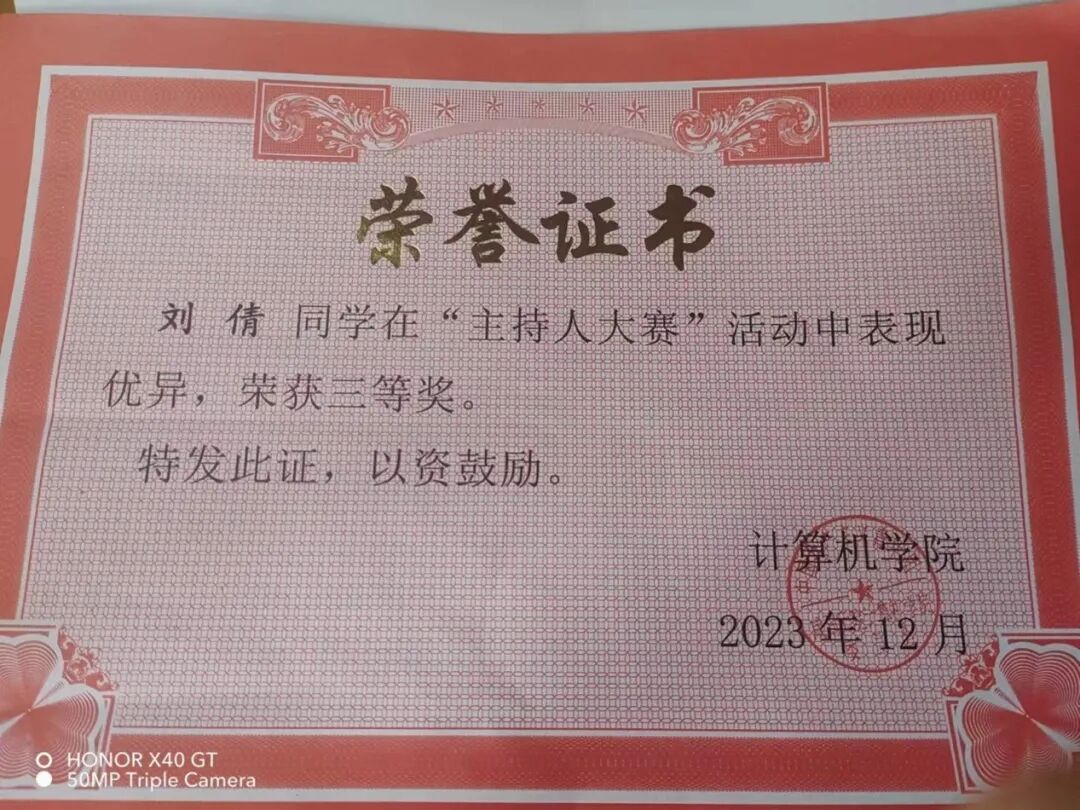 荣誉证书
刘倩 同学在“主持人大赛”活动中表现
优异，荣获三等奖。
特发此证，以资鼓励。
计算机学院
2023年12月
HONOR X40 GT
50MP Triple Camera